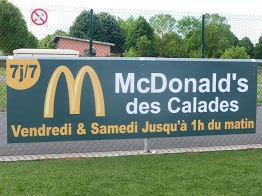 7j/7
McDonald's
des Calades
Vendredi & Samedi Jusqu'à 1h du matin